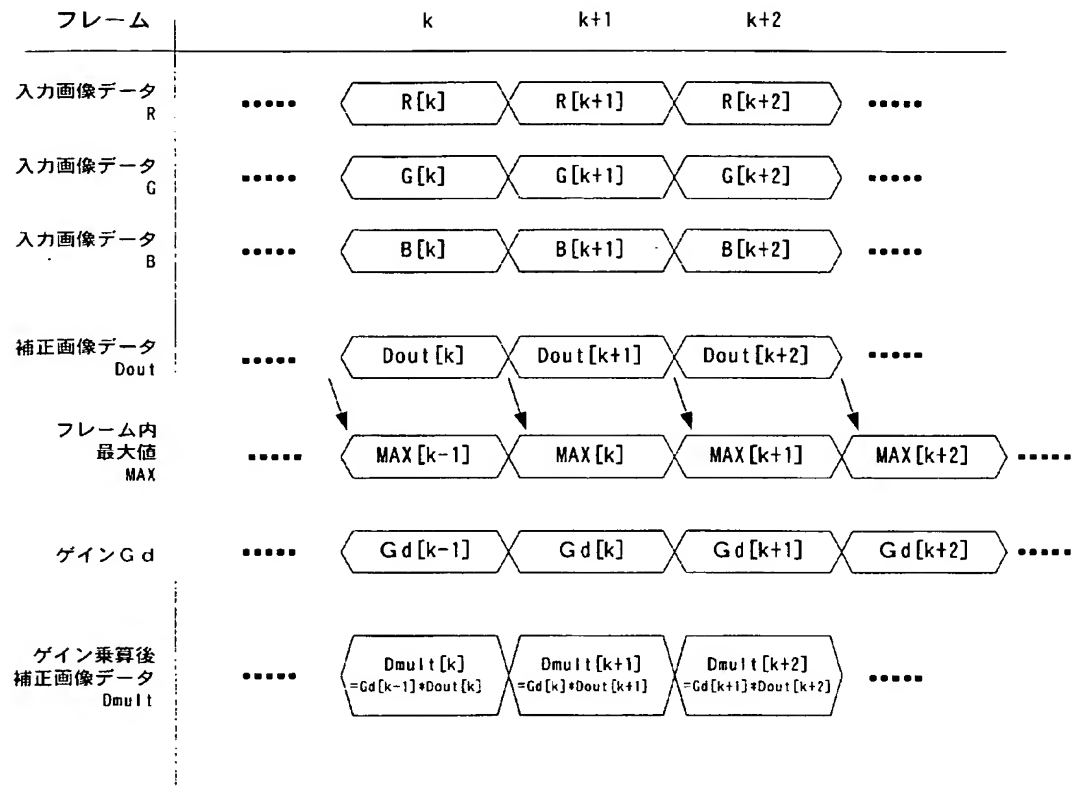 フレーム k k+1 k+2
入力画像データ
R
R[k] R[k+1] R[k+2]
入力画像データ
G
G[k] G[k+1] G[k+2]
入力画像データ
B
B[k] B[k+1] B[k+2]
補正画像データ
Dout
Dout[k] Dout[k+1] Dout[k+2]
フレーム内
最大値
MAX
MAX[k-1] MAX[k] MAX[k+1] MAX[k+2]
ゲインGd
Gd[k-1] Gd[k] Gd[k+1] Gd[k+2]
ゲイン乗算後
補正画像データ
Dmult
Dmult[k] Dmult[k+1] Dmult[k+2]
=Gd[k-1]*Dout[k] =Gd[k]*Dout[k+1] =Gd[k+1]*Dout[k+2]